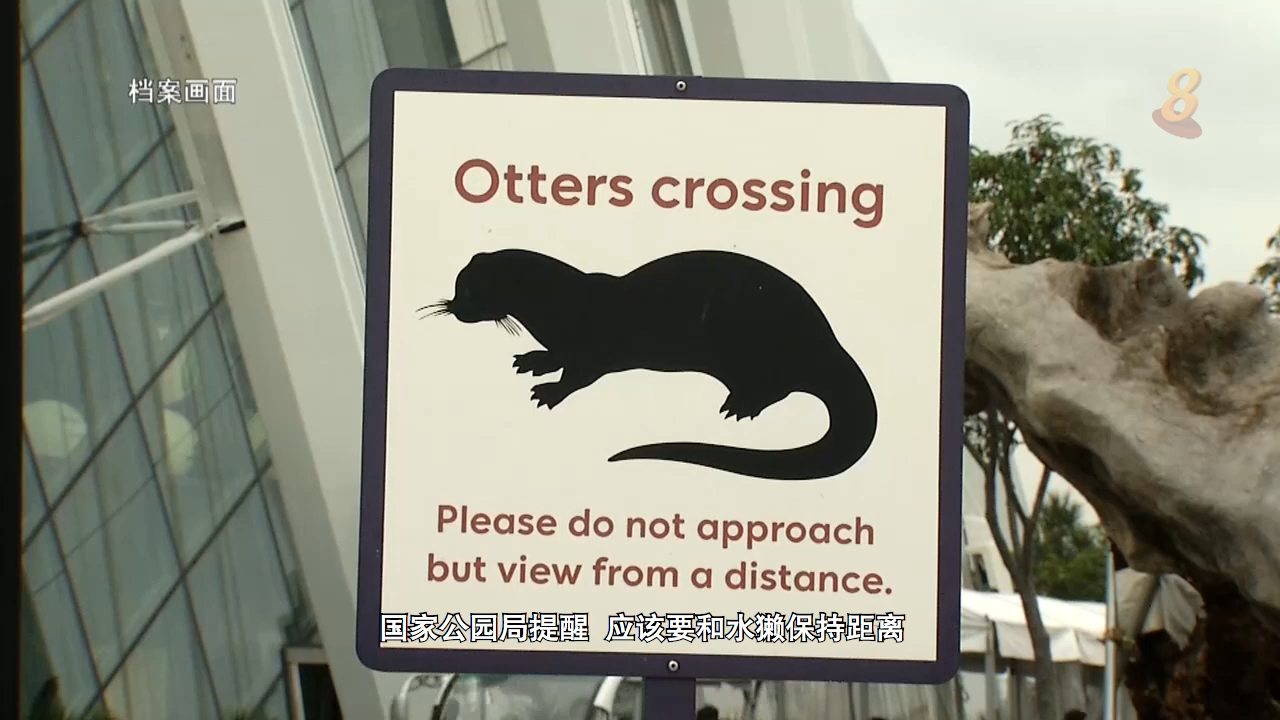 档案画面
8
Otters crossing
Please do not approach
but view from a distance.
国家公园局提醒 应该要和水獭保持距离